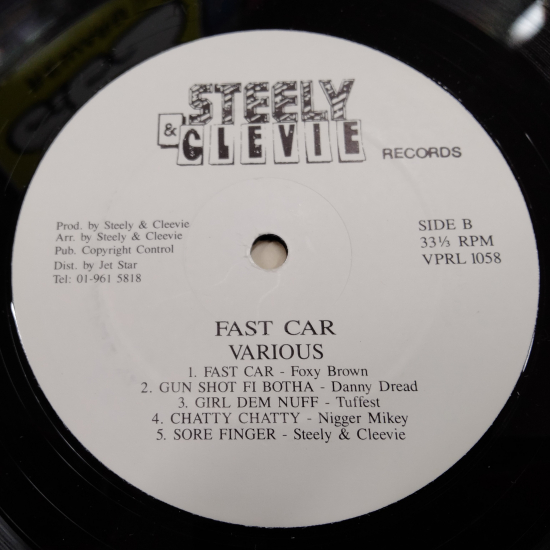 STEELY
& CLEVIE RECORDS
Prod. by Steely & Cleevie
Arr. by Steely & Cleevie
Pub. Copyright Control
Dist. by Jet Star
Tel: 01-961 5818
SIDE B
33⅓ RPM
VPRL 1058
FAST CAR
VARIOUS
1. FAST CAR - Foxy Brown
2. GUN SHOT FI BOTHA - Danny Dread
3. GIRL DEM NUFF - Tuffest
4. CHATTY CHATTY - Nigger Mikey
5. SORE FINGER - Steely & Cleevie